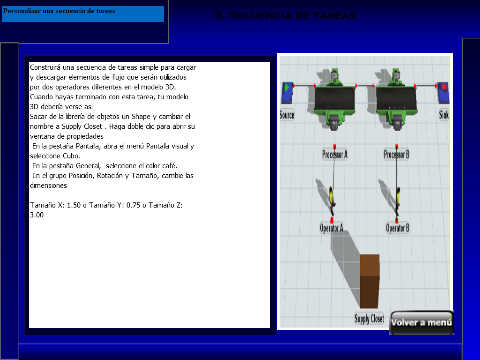 Personalizar una secuencia de tareas
3. SECUENCIA DE TAREAS
Construirá una secuencia de tareas simple para cargar
y descargar elementos de flujo que serán utilizados
por dos operadores diferentes en el modelo 3D.
Cuando hayas terminado con esta tarea, tu modelo
3D debería verse así:
Sacar de la librería de objetos un Shape y cambiar el
nombre a Supply Closet . Haga doble clic para abrir su
ventana de propiedades
En la pestaña Pantalla, abra el menú Pantalla visual y
seleccione Cubo.
En la pestaña General, seleccione el color café.
En el grupo Posición, Rotación y Tamaño, cambie las
dimensiones
Tamaño X: 1.50 o Tamaño Y: 0.75 o Tamaño Z:
3.00
Source
Sink
Processor A
Processor B
Operator A
Operator B
Supply Closet
Volver a menú